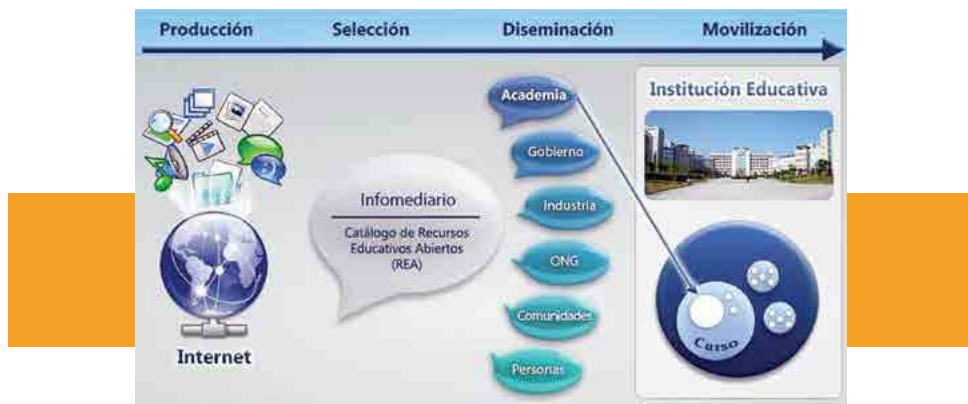 Producción
Selección
Diseminación
Movilización
Internet
Infomediario
Catálogo de Recursos
Educativos Abiertos
(REA)
Academia
Gobierno
Industria
ONG
Comunidades
Personas
Institución Educativa
Curso